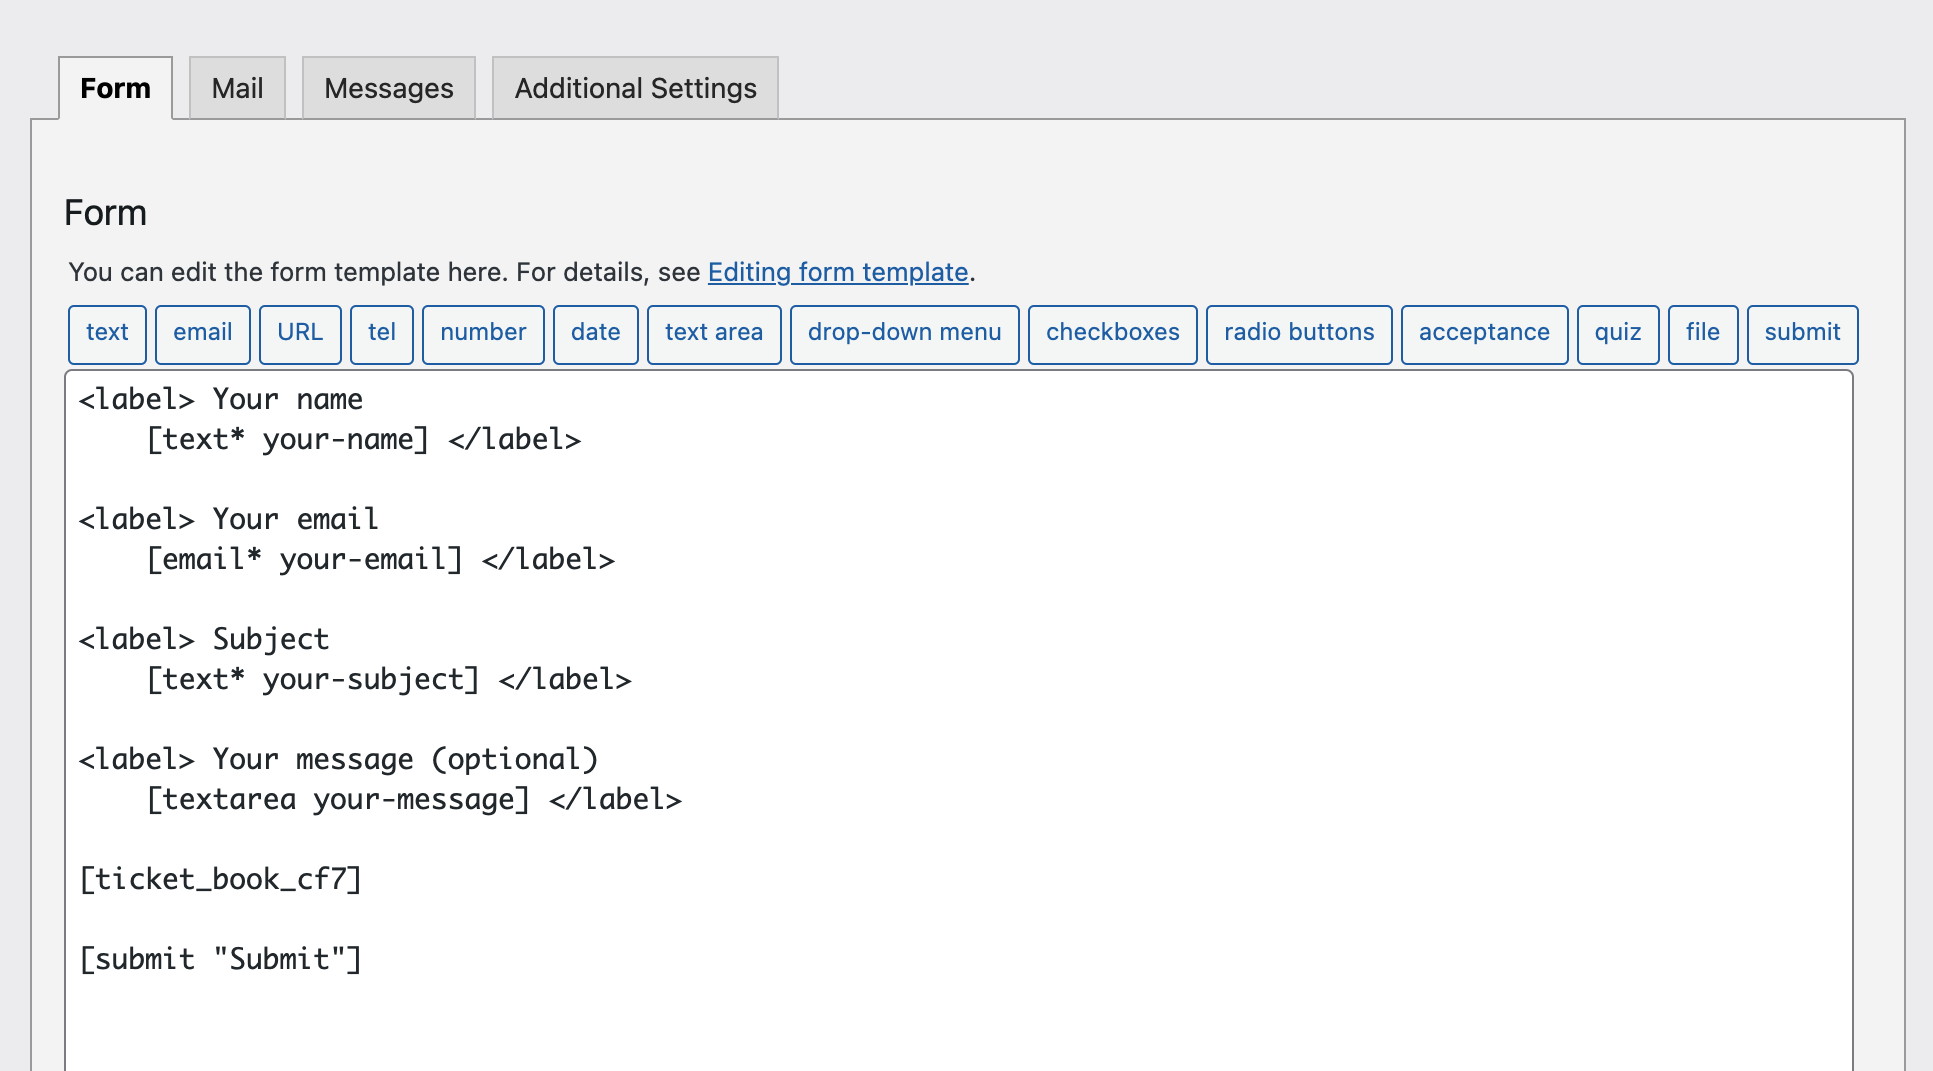 Form
Mail
Messages
Additional Settings
Form
You can edit the form template here. For details, see Editing form template.
text email URL tel number date text area drop-down menu checkboxes radio buttons acceptance quiz file submit
<label> Your name
    [text* your-name] </label>

<label> Your email
    [email* your-email] </label>

<label> Subject
    [text* your-subject] </label>

<label> Your message (optional)
    [textarea your-message] </label>

[ticket_book_cf7]

[submit "Submit"]